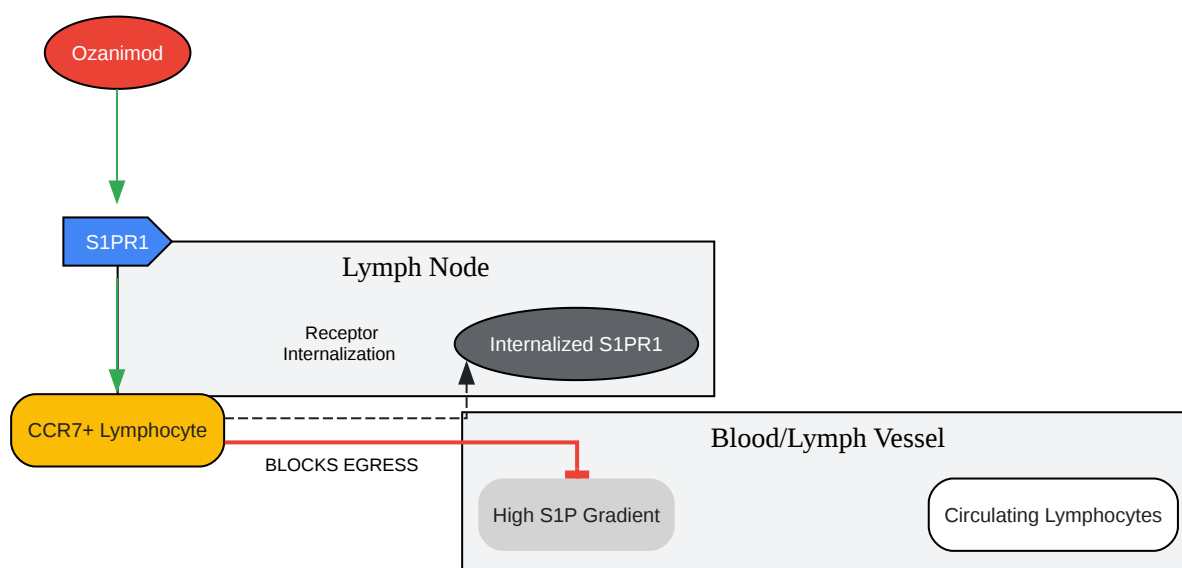 Ozanimod
S1PR1
Lymph Node
Receptor
Internalization
Internalized S1PR1
CCR7+ Lymphocyte
BLOCKS EGRESS
Blood/Lymph Vessel
High S1P Gradient
Circulating Lymphocytes